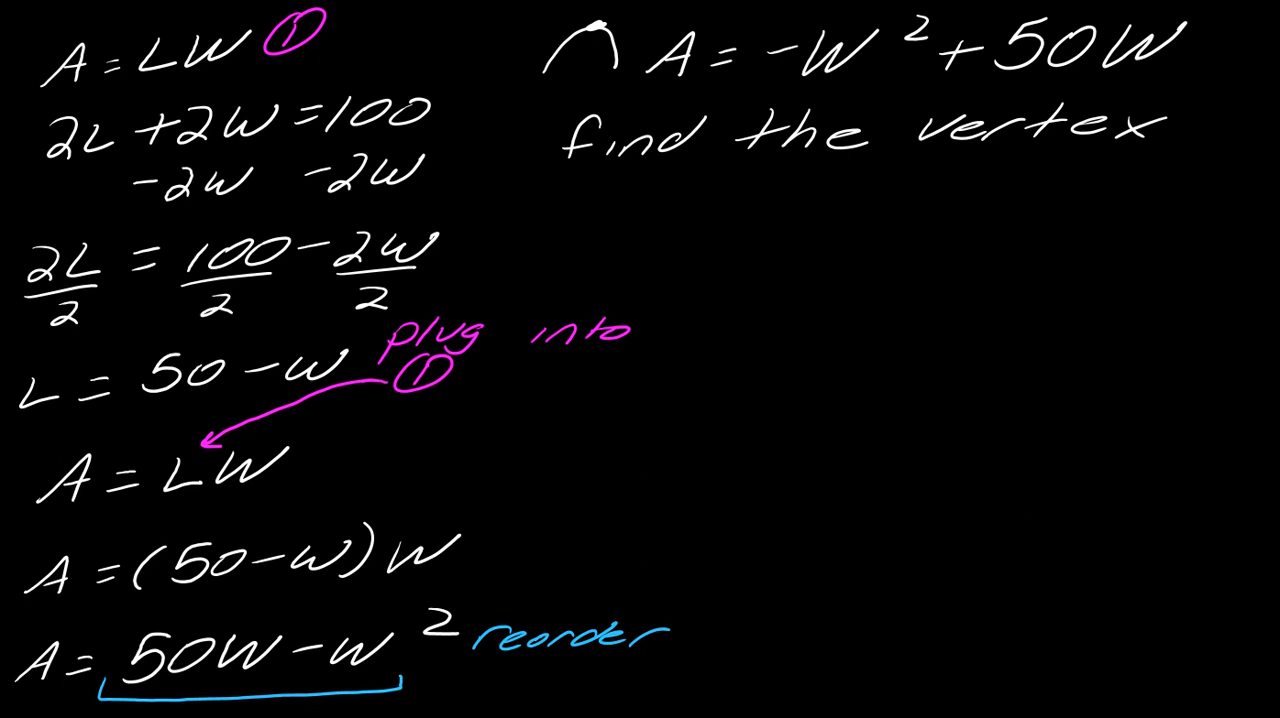 A = LW ①
2L + 2W = 100
-2W -2W
2L/2 = 100/2 - 2W/2
L = 50 - W
plug into ①
A = LW
A = (50 - W) W
A = 50W - W² reorder
A = -W² + 50W
find the vertex